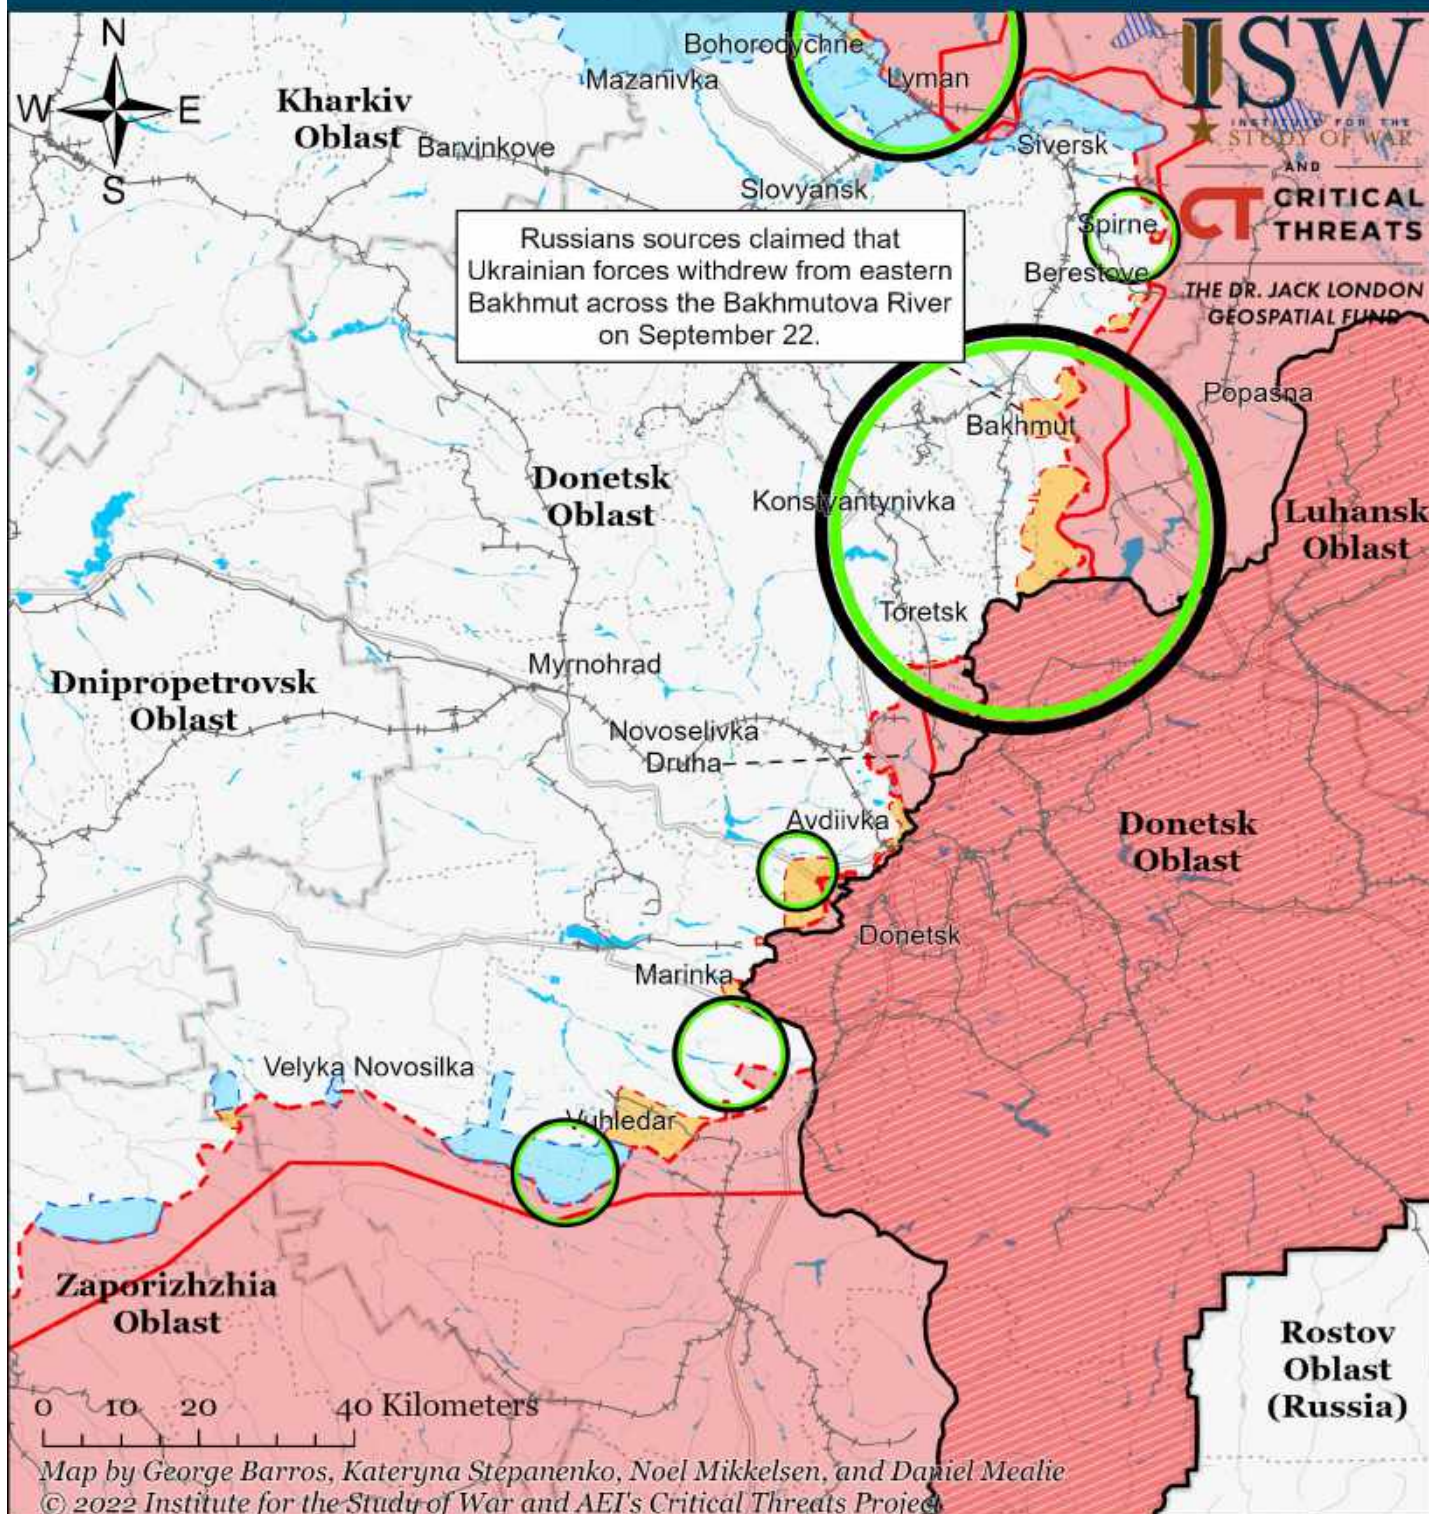 N
W
E
S
Kharkiv
Oblast
Barvinkove
Bohorodychne
Mazanivka
Lyman
Siversk
Slovyansk
ISW
INSTITUTE FOR THE
STUDY OF WAR
AND
CT CRITICAL
THREATS
THE DR. JACK LONDON
GEOSPATIAL FUND
Spirne
Berestove
Russians sources claimed that
Ukrainian forces withdrew from eastern
Bakhmut across the Bakhmutova River
on September 22.
Popasna
Bakhmut
Donetsk
Oblast
Konstyantynivka
Luhansk
Oblast
Toretsk
Myrnohrad
Dnipropetrovsk
Oblast
Novoselivka
Druha
Avdiivka
Donetsk
Oblast
Donetsk
Marinka
Velyka Novosilka
Vuhledar
Zaporizhzhia
Oblast
Rostov
Oblast
(Russia)
0 10 20 40 Kilometers
Map by George Barros, Kateryna Stepanenko, Noel Mikkelsen, and Daniel Mealie
© 2022 Institute for the Study of War and AEI's Critical Threats Project